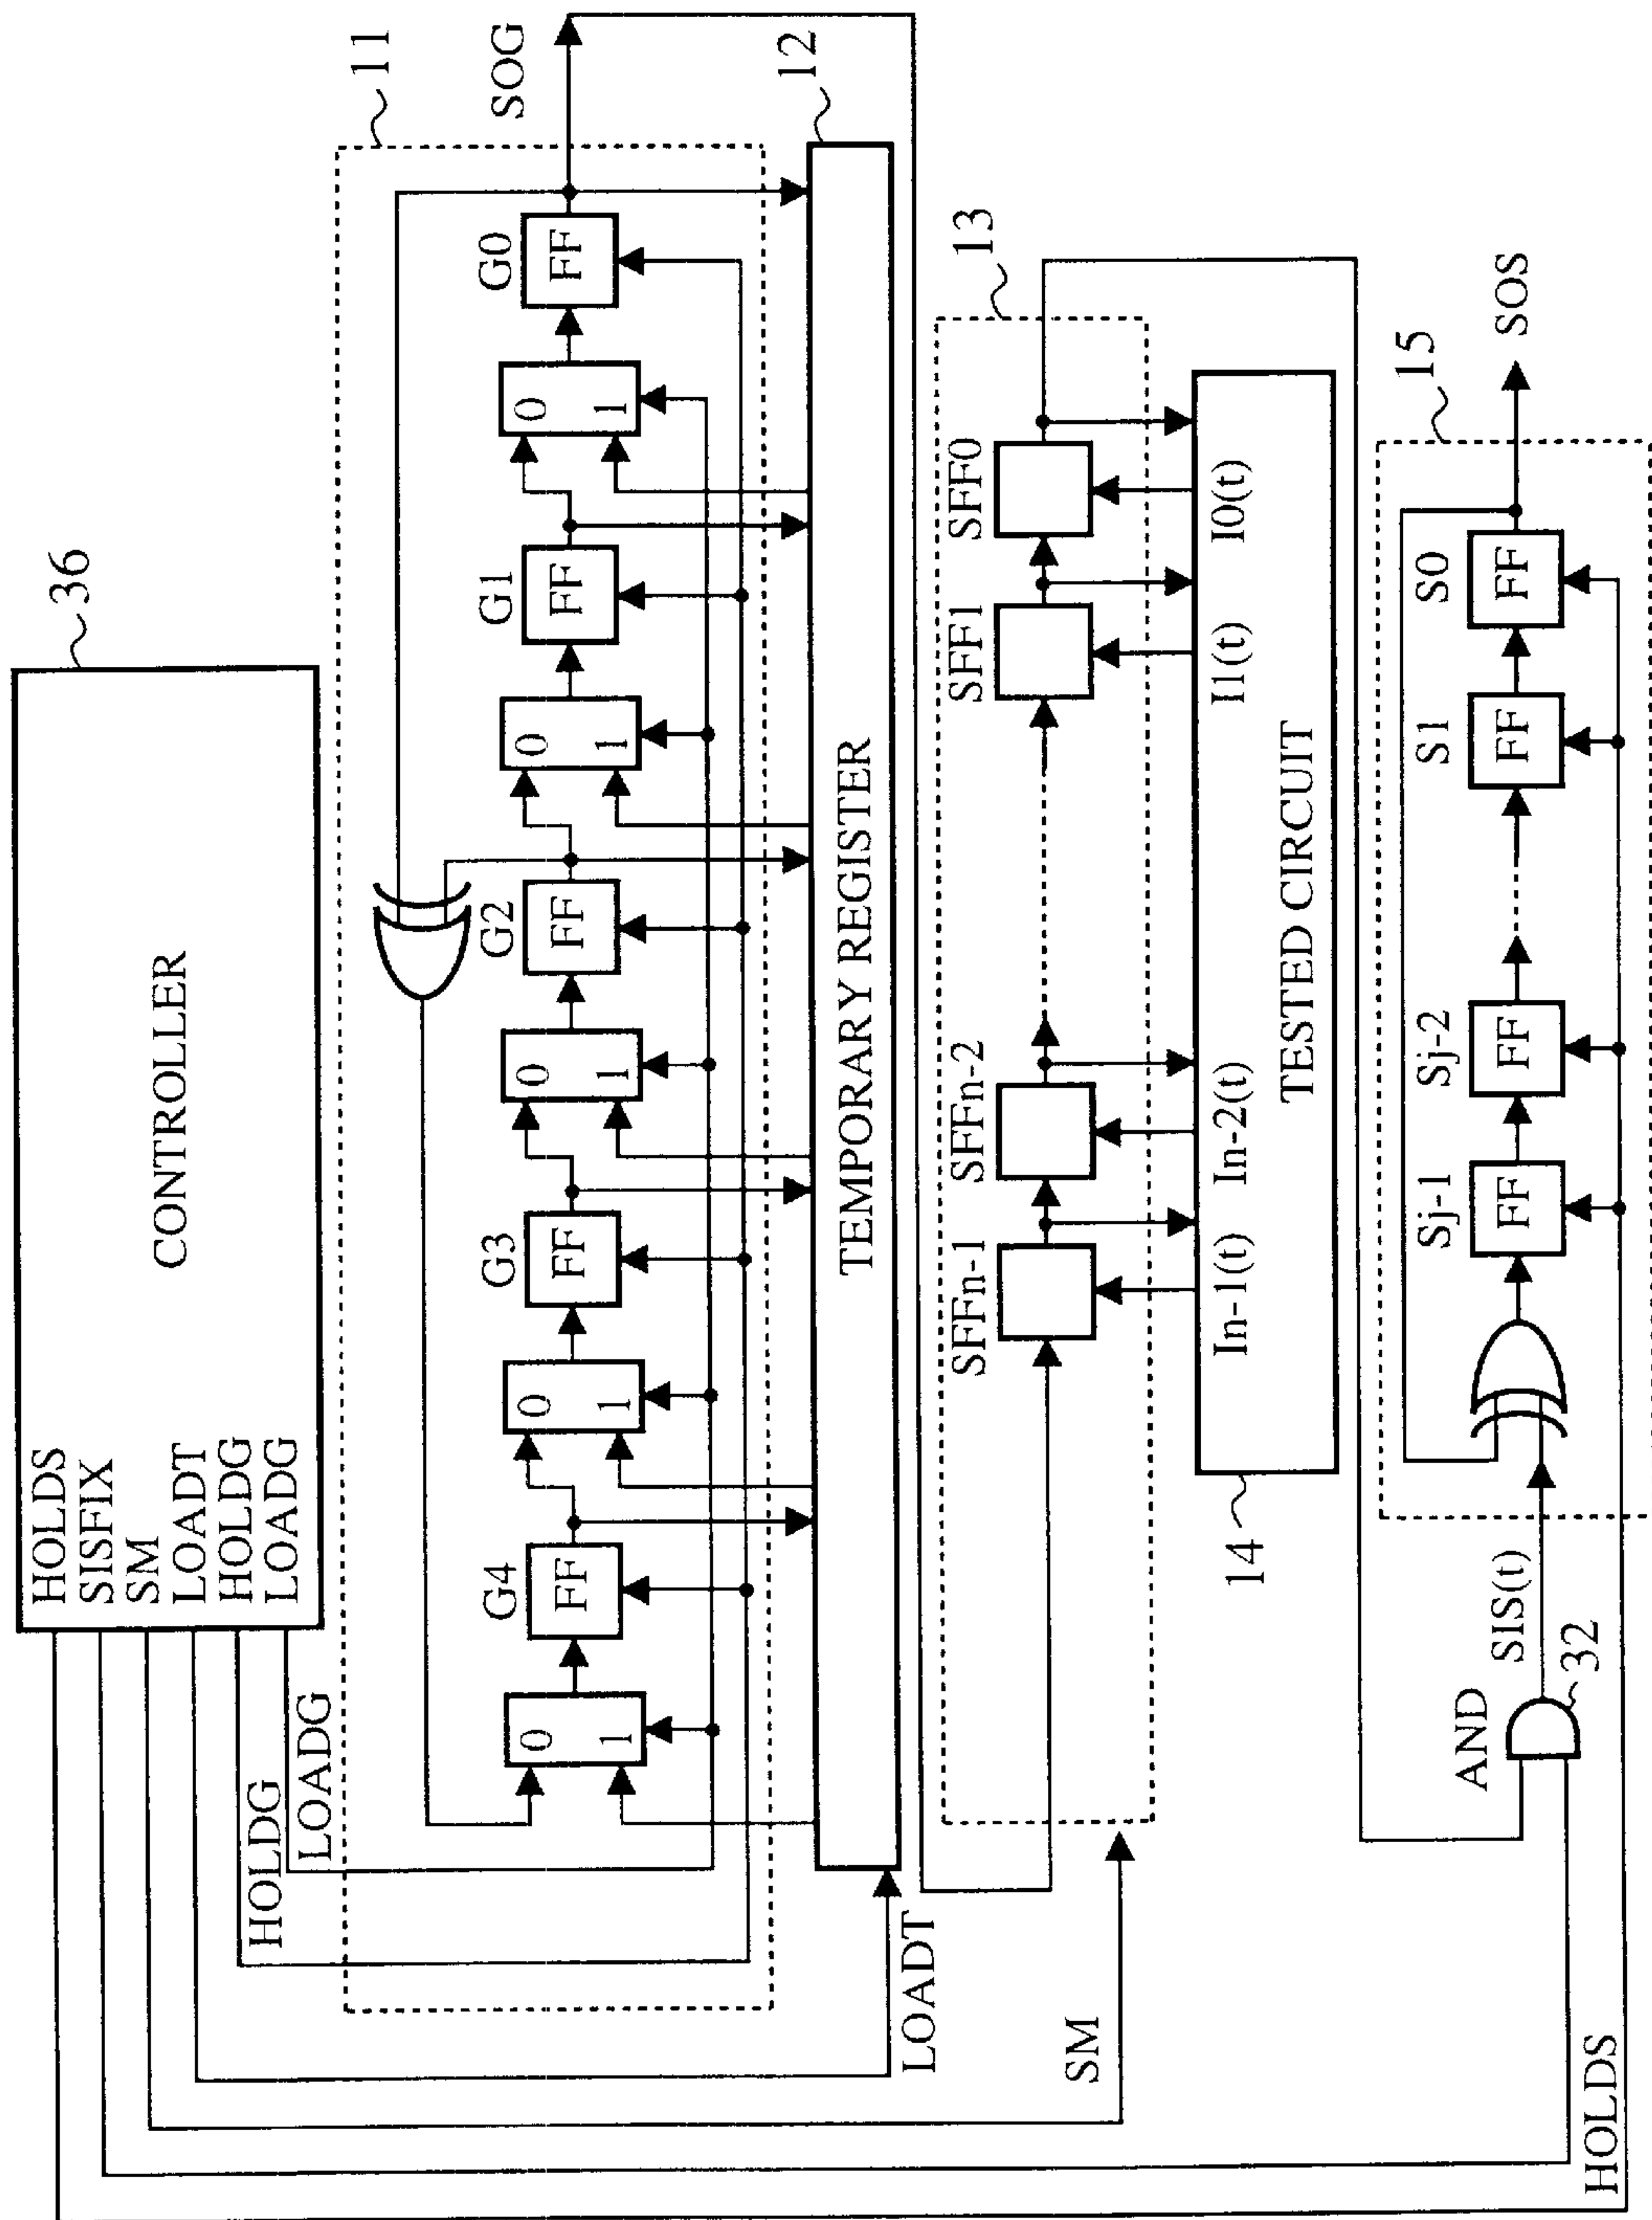 CONTROLLER
36
HOLDS
SISFIX
SM
LOADT
HOLDG
LOADG
HOLDG
LOADG
11
G4
G3
G2
G1
G0
FF
FF
FF
FF
FF
0
1
0
1
0
1
0
1
0
1
SOG
12
TEMPORARY REGISTER
LOADT
13
SFFn-1
SFFn-2
SFF1
SFF0
SM
In-1(t)
In-2(t)
I1(t)
I0(t)
TESTED CIRCUIT
14
15
Sj-1
Sj-2
S1
S0
FF
FF
FF
FF
SOS
AND
SIS(t)
32
HOLDS